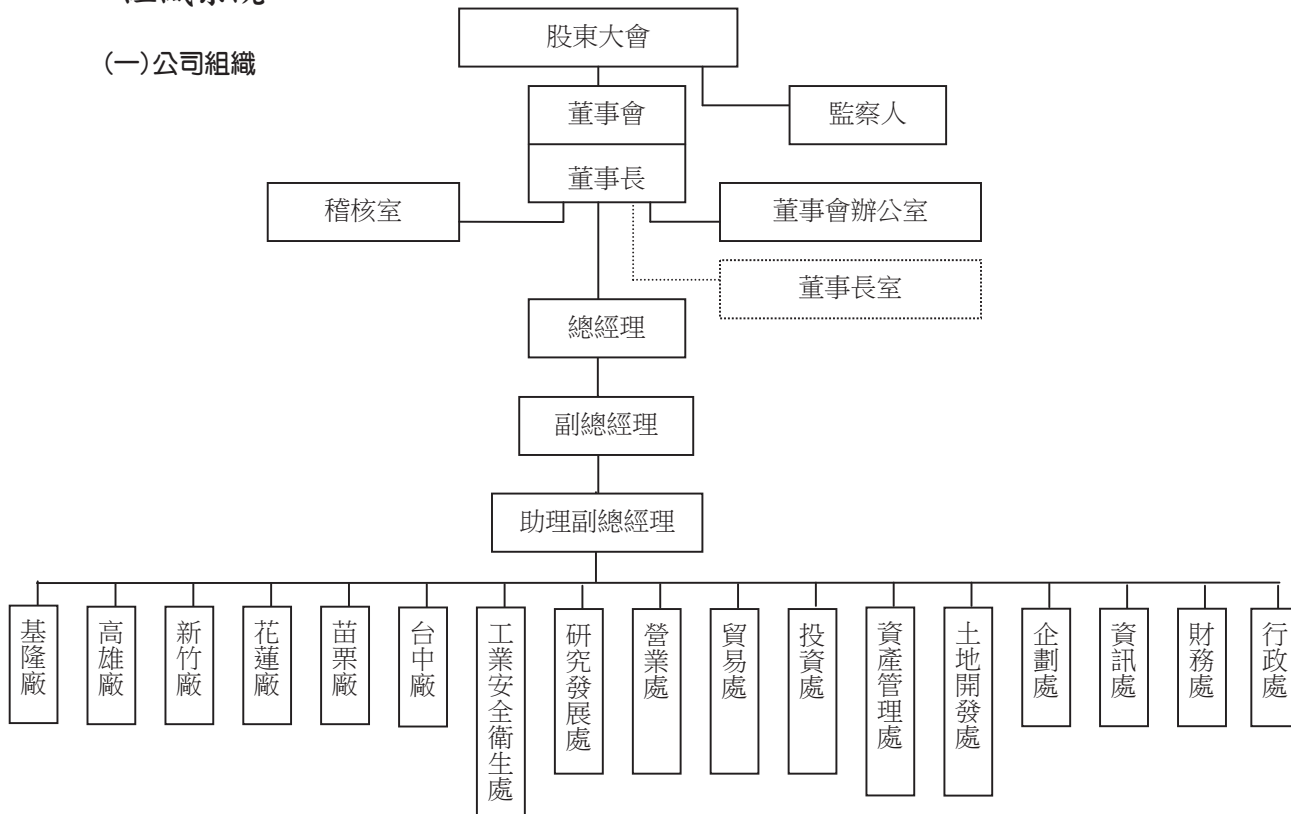 (一)公司組織
股東大會
董事會
監察人
董事長
稽核室
董事會辦公室
董事長室
總經理
副總經理
助理副總經理
基隆廠
高雄廠
新竹廠
花蓮廠
苗栗廠
台中廠
工業安全衛生處
研究發展處
營業處
貿易處
投資處
資產管理處
土地開發處
企劃處
資訊處
財務處
行政處